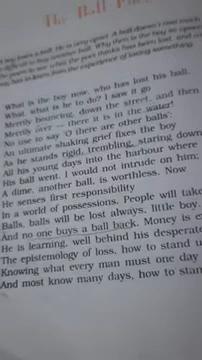 The Ball
What is the boy now, who has lost his ball,
What, what is he to do? I saw it go
Merrily bouncing, down the street, and then
Merrily over — there it is in the water!
No use to say 'O there are other balls':
An ultimate shaking grief fixes the boy
As he stands rigid, trembling, staring down
All his young days into the harbour where
His ball went. I would not intrude on him;
A dime, another ball, is worthless. Now
He senses first responsibility
In a world of possessions. People will take
Balls, balls will be lost always, little boy.
And no one buys a ball back. Money is
He is learning, well behind his desperate
The epistemology of loss, how to stand
Knowing what every man must one day
And most know many days, how to stand